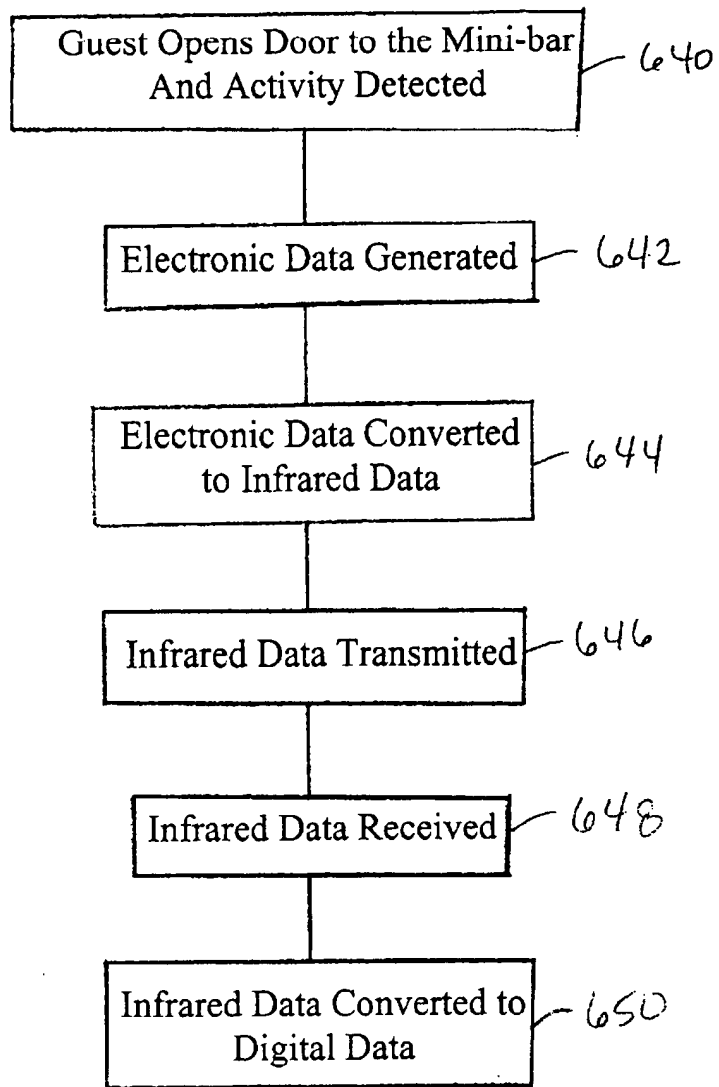 Guest Opens Door to the Mini-bar
And Activity Detected
640
Electronic Data Generated
642
Electronic Data Converted
to Infrared Data
644
Infrared Data Transmitted
646
Infrared Data Received
648
Infrared Data Converted to
Digital Data
650